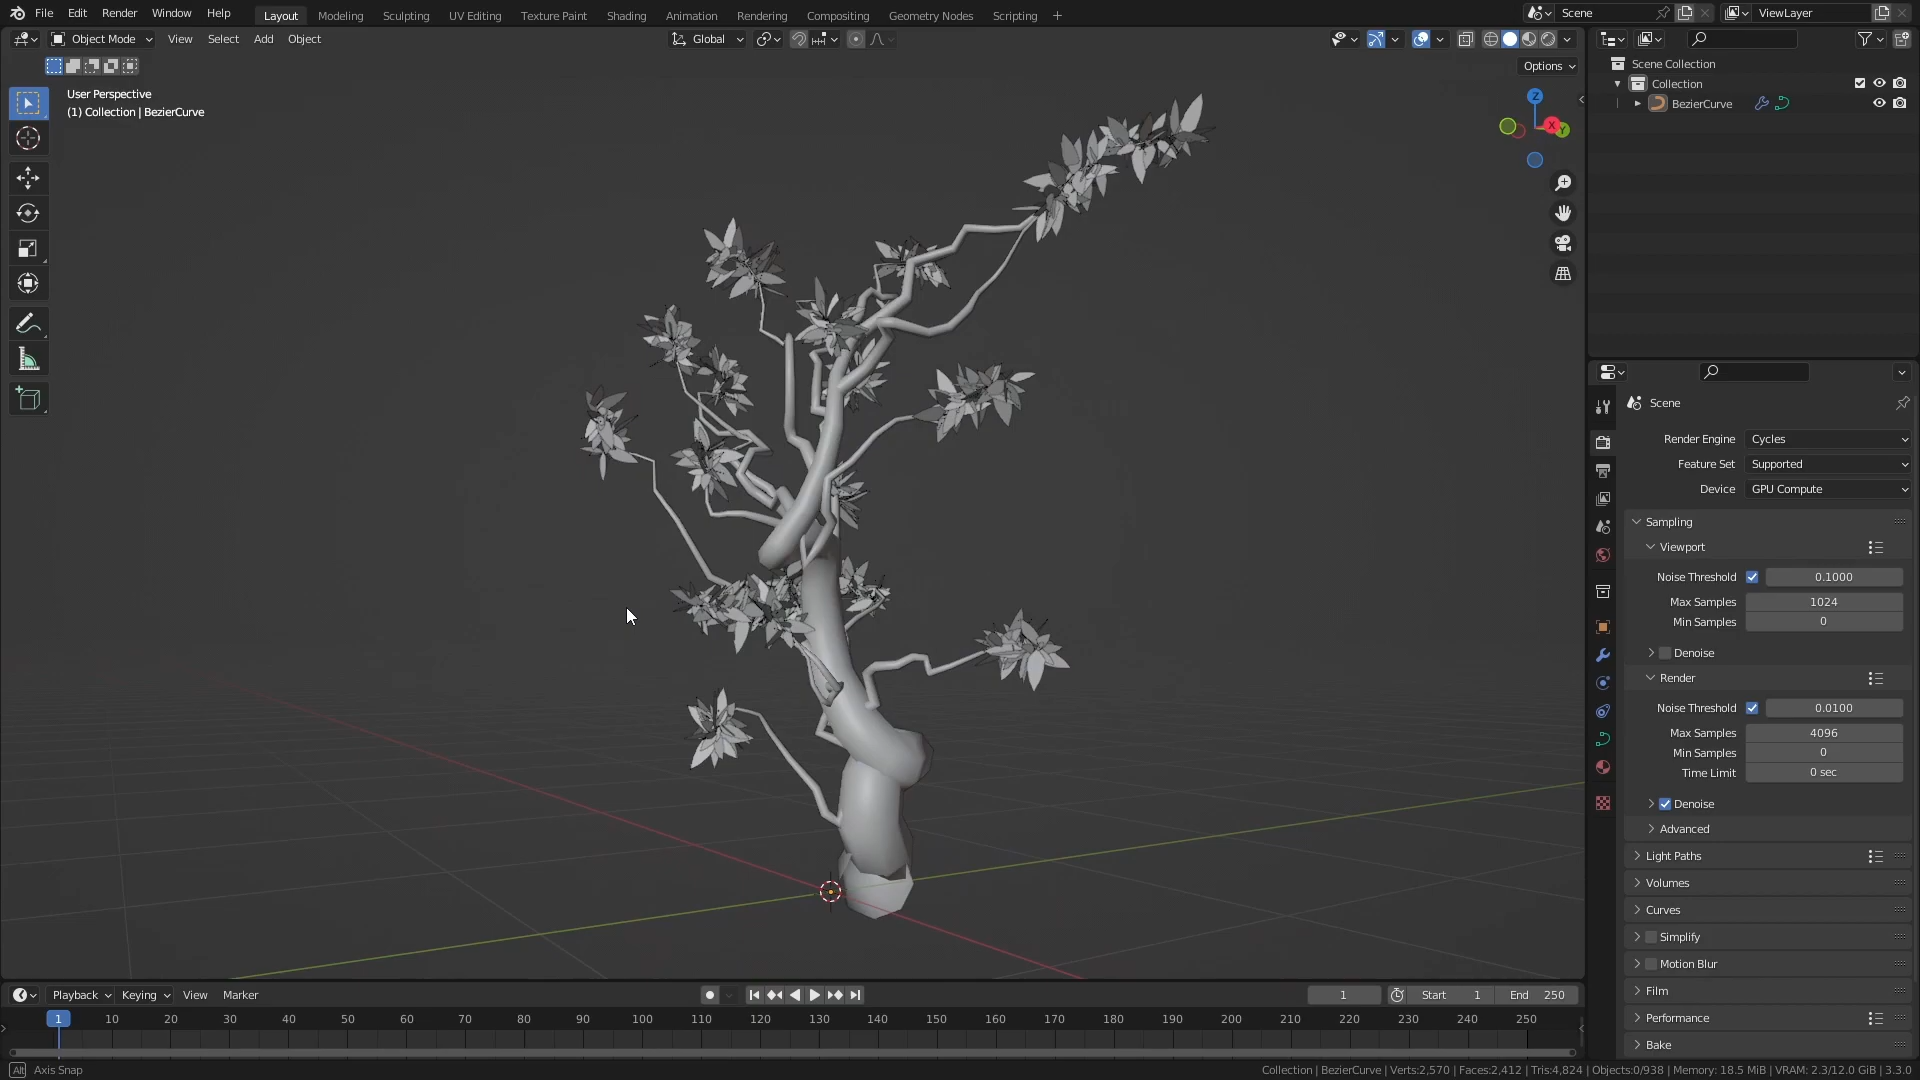 File Edit Render Window Help Layout Modeling Sculpting UV Editing Texture Paint Shading Animation Rendering Compositing Geometry Nodes Scripting + Scene ViewLayer
Object Mode View Select Add Object Global
Options
User Perspective
(1) Collection | BezierCurve
Z
X
Y
Scene Collection
Collection
BezierCurve
Scene
Render Engine Cycles
Feature Set Supported
Device GPU Compute
Sampling
Viewport
Noise Threshold 0.1000
Max Samples 1024
Min Samples 0
Denoise
Render
Noise Threshold 0.0100
Max Samples 4096
Min Samples 0
Time Limit 0 sec
Denoise
Advanced
Light Paths
Volumes
Curves
Simplify
Motion Blur
Film
Performance
Bake
Playback Keying View Marker 1 Start 1 End 250
1 10 20 30 40 50 60 70 80 90 100 110 120 130 140 150 160 170 180 190 200 210 220 230 240 250
Alt Axis Snap
Collection | BezierCurve | Verts:2,570 | Faces:2,412 | Tris:4,824 | Objects:0/938 | Memory: 18.5 MiB | VRAM: 2.3/12.0 GiB | 3.3.0